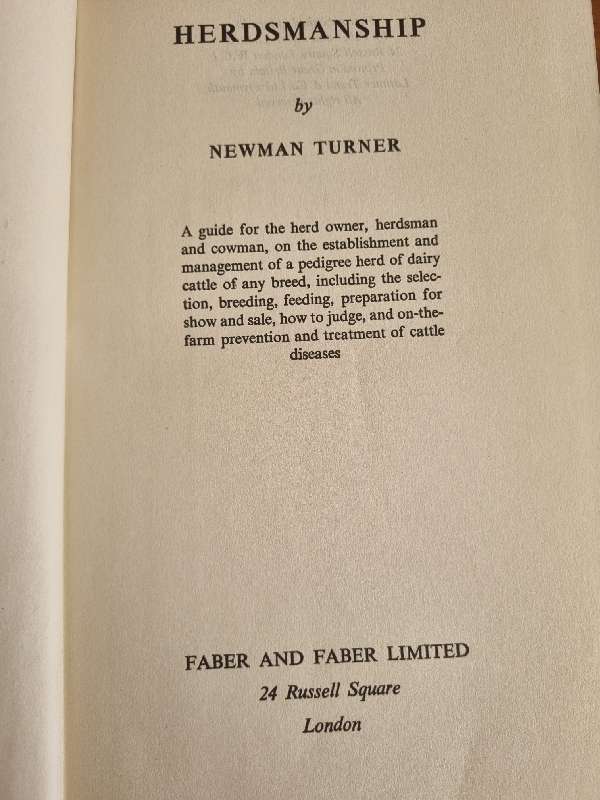 HERDSMANSHIP
by
NEWMAN TURNER
A guide for the herd owner, herdsman
and cowman, on the establishment and
management of a pedigree herd of dairy
cattle of any breed, including the selec-
tion, breeding, feeding, preparation for
show and sale, how to judge, and on-the-
farm prevention and treatment of cattle
diseases
FABER AND FABER LIMITED
24 Russell Square
London